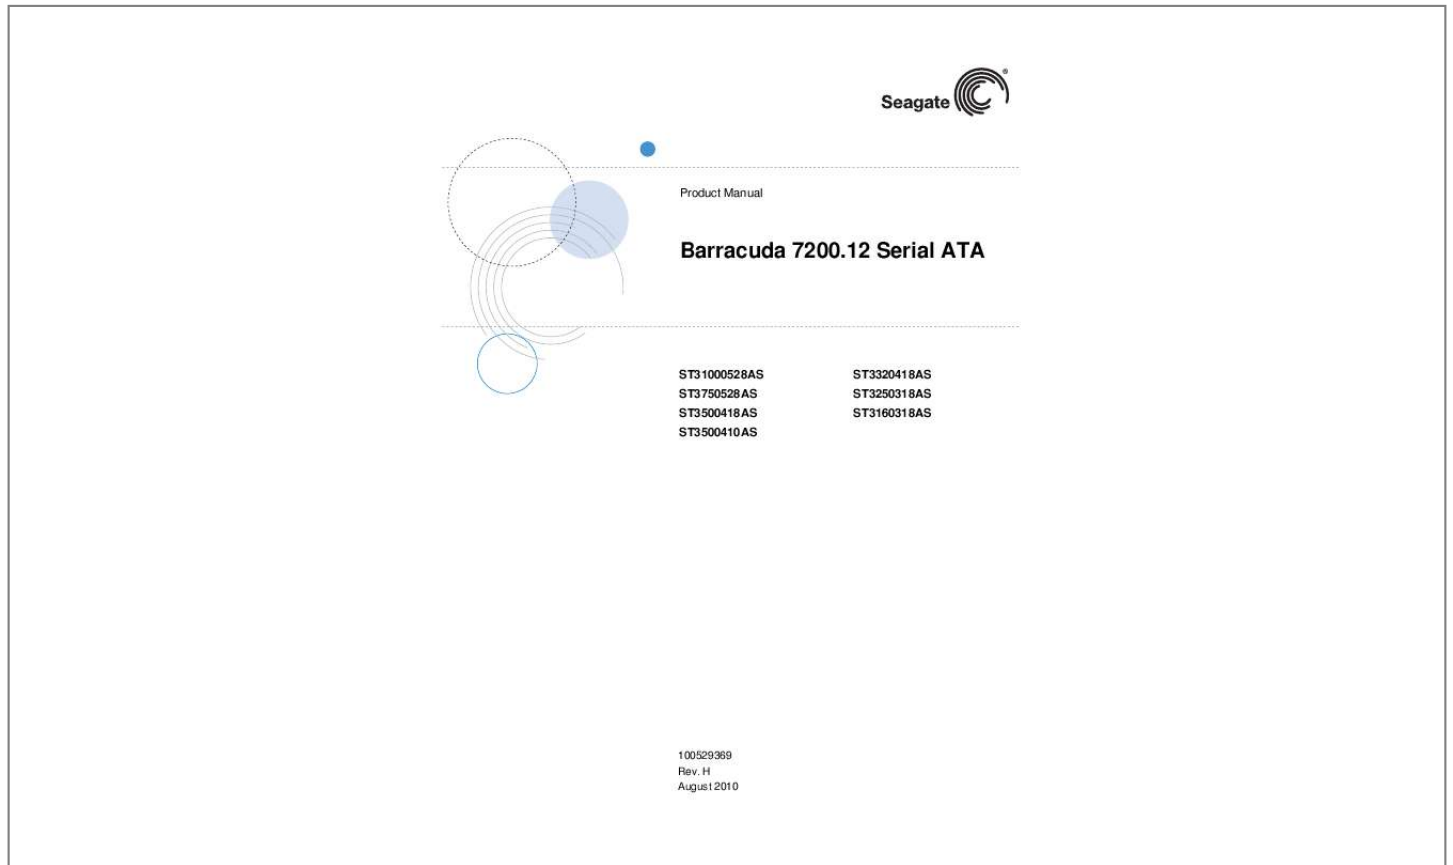 Seagate
Product Manual
Barracuda 7200.12 Serial ATA
ST31000528AS
ST3750528AS
ST3500418AS
ST3500410AS
ST3320418AS
ST3250318AS
ST3160318AS
100529369
Rev. H
August 2010